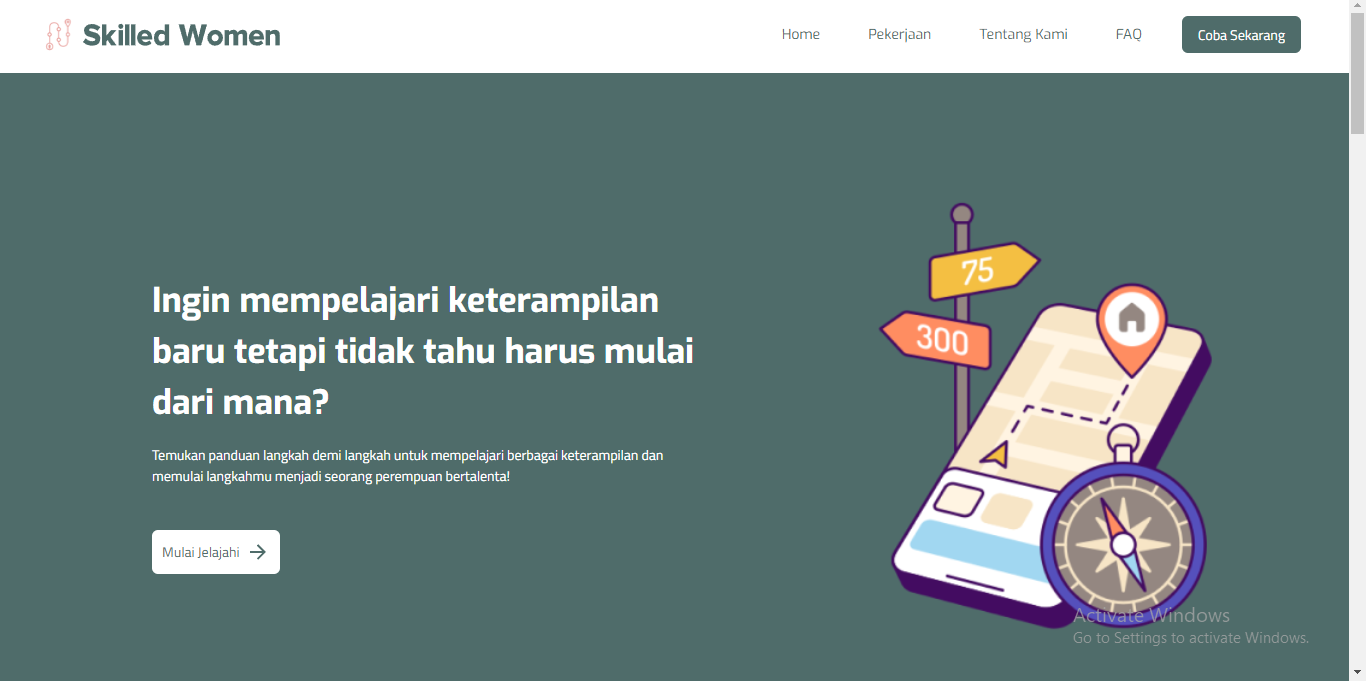 Skilled Women
Home
Pekerjaan
Tentang Kami
FAQ
Coba Sekarang
Ingin mempelajari keterampilan
baru tetapi tidak tahu harus mulai
dari mana?
Temukan panduan langkah demi langkah untuk mempelajari berbagai keterampilan dan
memulai langkahmu menjadi seorang perempuan bertalenta!
Mulai Jelajahi
75
300
Activate Windows
Go to Settings to activate Windows.